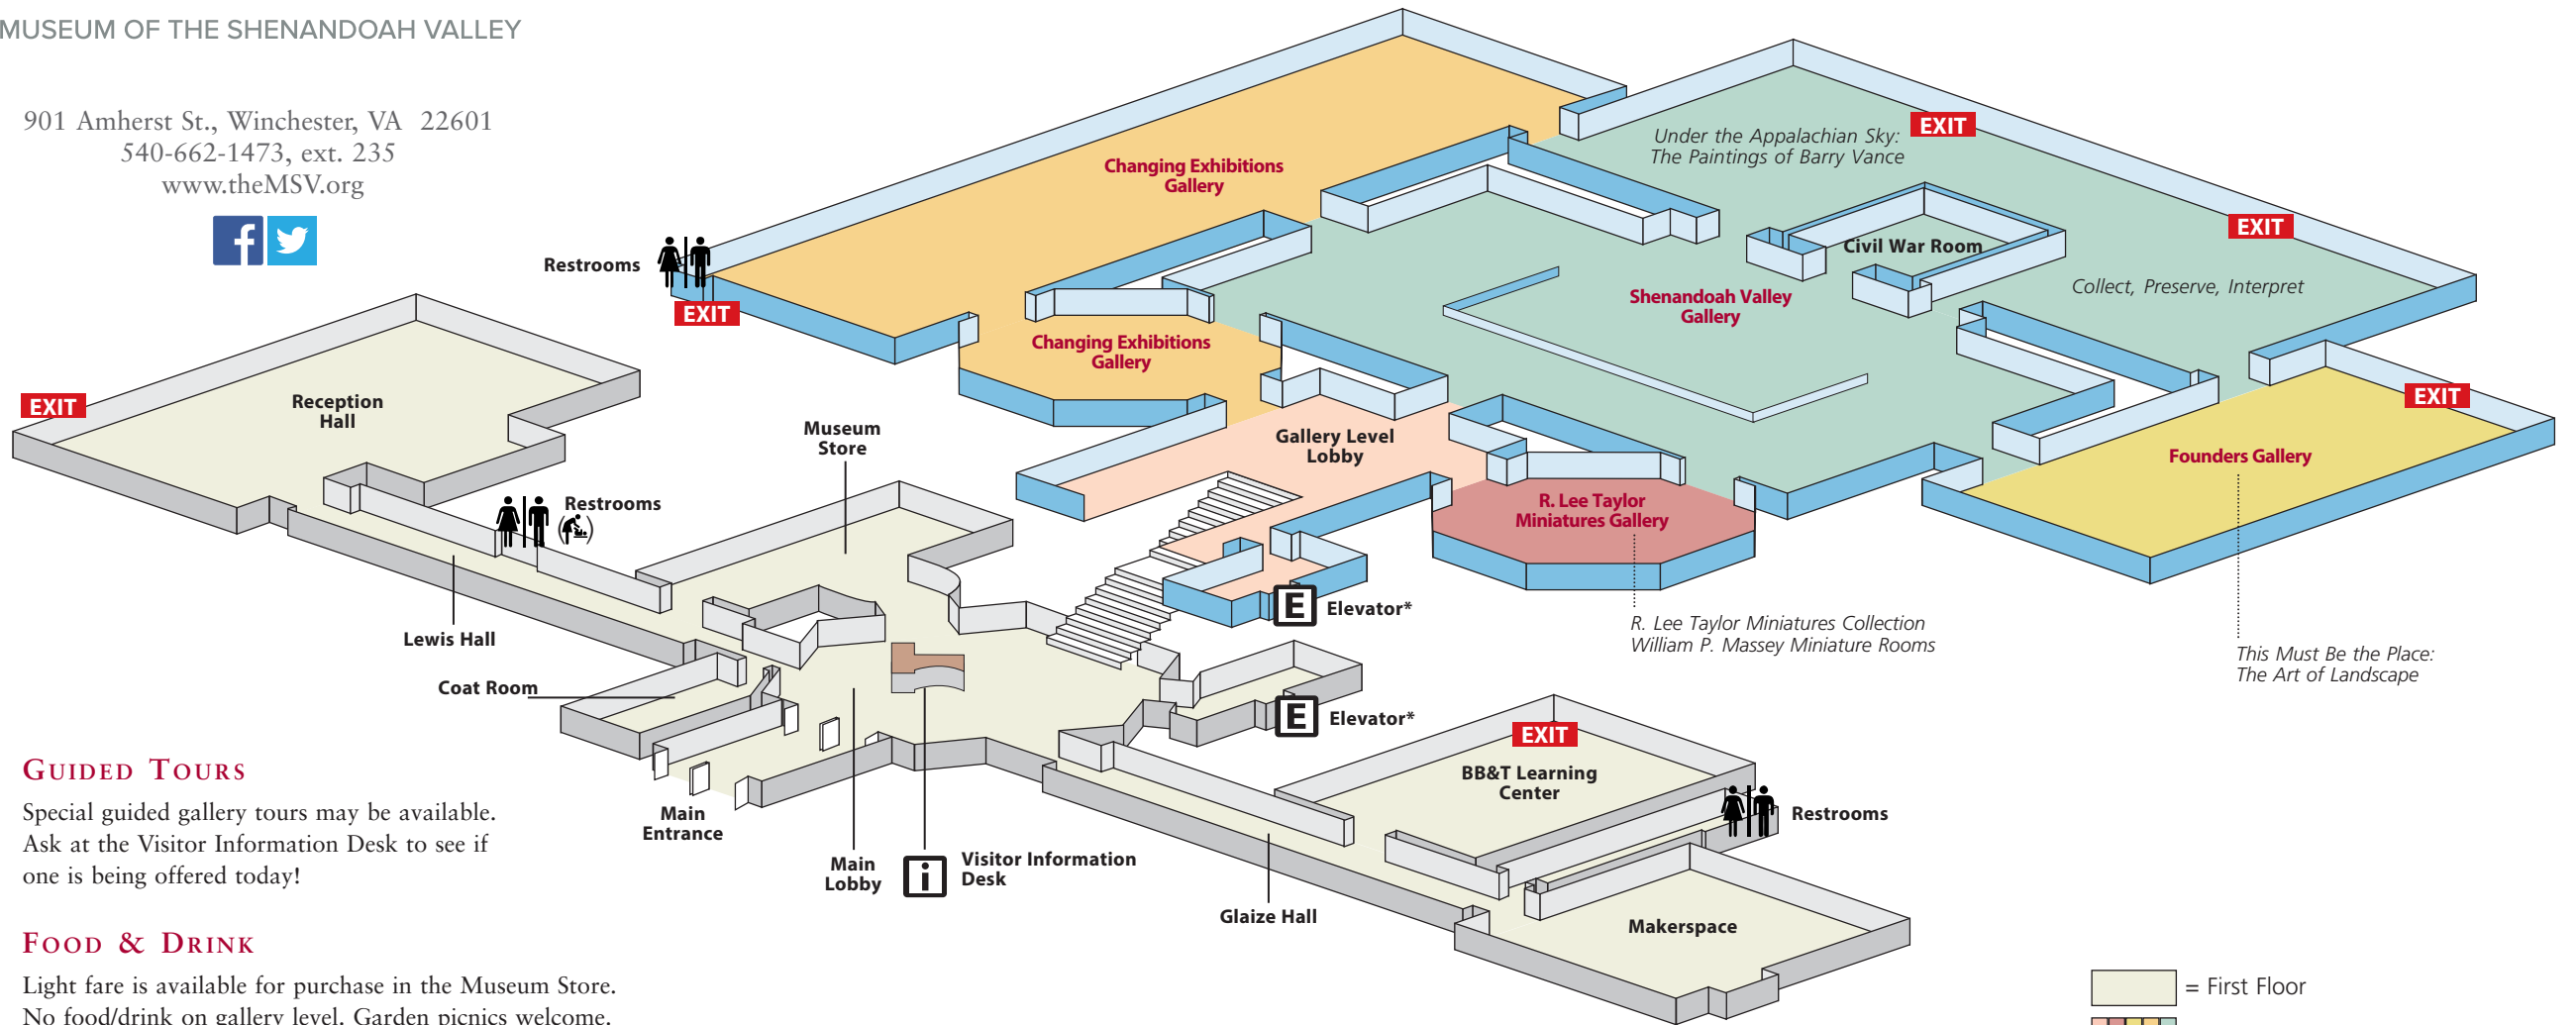 MUSEUM OF THE SHENANDOAH VALLEY
901 Amherst St., Winchester, VA 22601
540-662-1473, ext. 235
www.theMSV.org
f
Changing Exhibitions
Gallery
Under the Appalachian Sky:
The Paintings of Barry Vance
EXIT
EXIT
Civil War Room
Restrooms
EXIT
Shenandoah Valley
Gallery
Collect, Preserve, Interpret
Changing Exhibitions
Gallery
EXIT
Reception
Hall
EXIT
Museum
Store
Gallery Level
Lobby
Founders Gallery
Restrooms
R. Lee Taylor
Miniatures Gallery
E
Elevator*
R. Lee Taylor Miniatures Collection
William P. Massey Miniature Rooms
This Must Be the Place:
The Art of Landscape
Lewis Hall
Coat Room
E
Elevator*
EXIT
BB&T Learning
Center
Restrooms
Main
Entrance
Main
Lobby
i
Visitor Information
Desk
Glaize Hall
Makerspace
GUIDED TOURS
Special guided gallery tours may be available.
Ask at the Visitor Information Desk to see if
one is being offered today!
FOOD & DRINK
Light fare is available for purchase in the Museum Store.
No food/drink on gallery level. Garden picnics welcome.
= First Floor